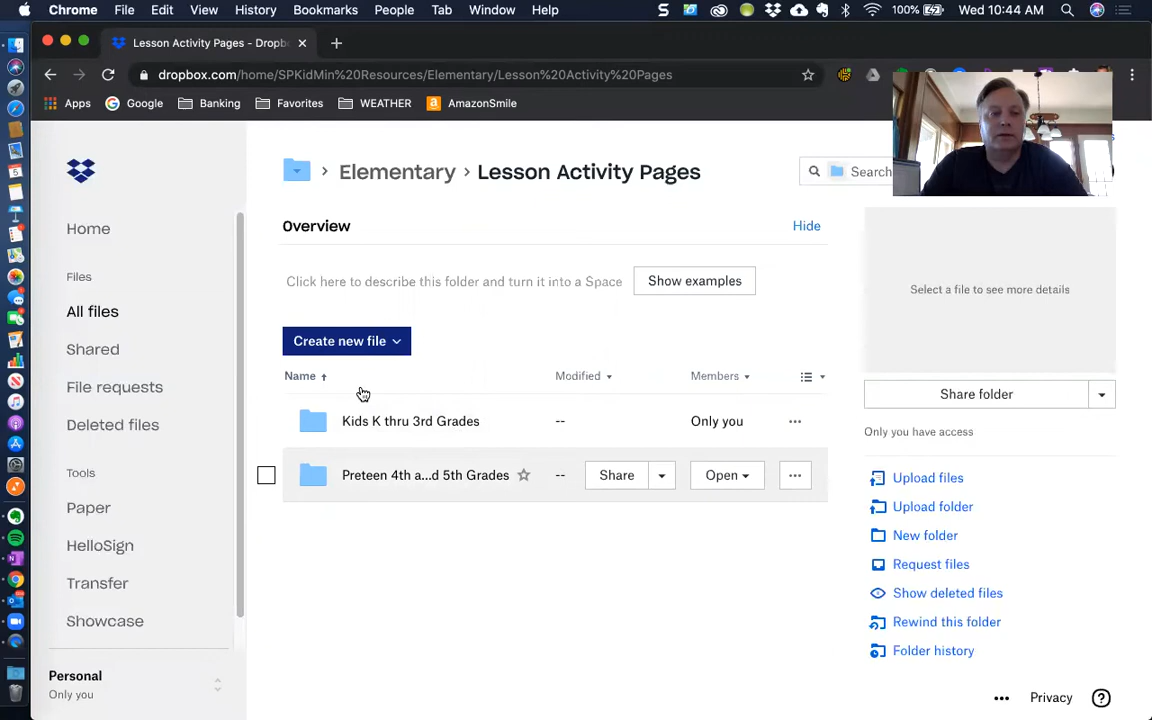 Chrome File Edit View History Bookmarks People Tab Window Help 100% Wed 10:44 AM
Lesson Activity Pages - Dropb
dropbox.com/home/SPKidMin%20Resources/Elementary/Lesson%20Activity%20Pages
Apps Google Banking Favorites WEATHER AmazonSmile
Elementary › Lesson Activity Pages
Search
Overview Hide
Click here to describe this folder and turn it into a Space Show examples
Create new file
Name Modified Members
Kids K thru 3rd Grades -- Only you
Preteen 4th a...d 5th Grades -- Share Open
Home
Files
All files
Shared
File requests
Deleted files
Tools
Paper
HelloSign
Transfer
Showcase
Personal
Only you
Select a file to see more details
Share folder
Only you have access
Upload files
Upload folder
New folder
Request files
Show deleted files
Rewind this folder
Folder history
Privacy